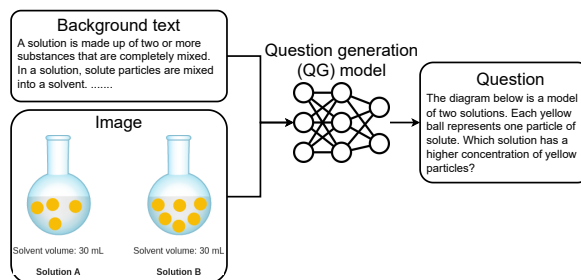 Background text
A solution is made up of two or more
substances that are completely mixed.
In a solution, solute particles are mixed
into a solvent. .......
Image
Solvent volume: 30 mL
Solvent volume: 30 mL
Solution A
Solution B
Question generation
(QG) model
Question
The diagram below is a model
of two solutions. Each yellow
ball represents one particle of
solute. Which solution has a
higher concentration of yellow
particles?